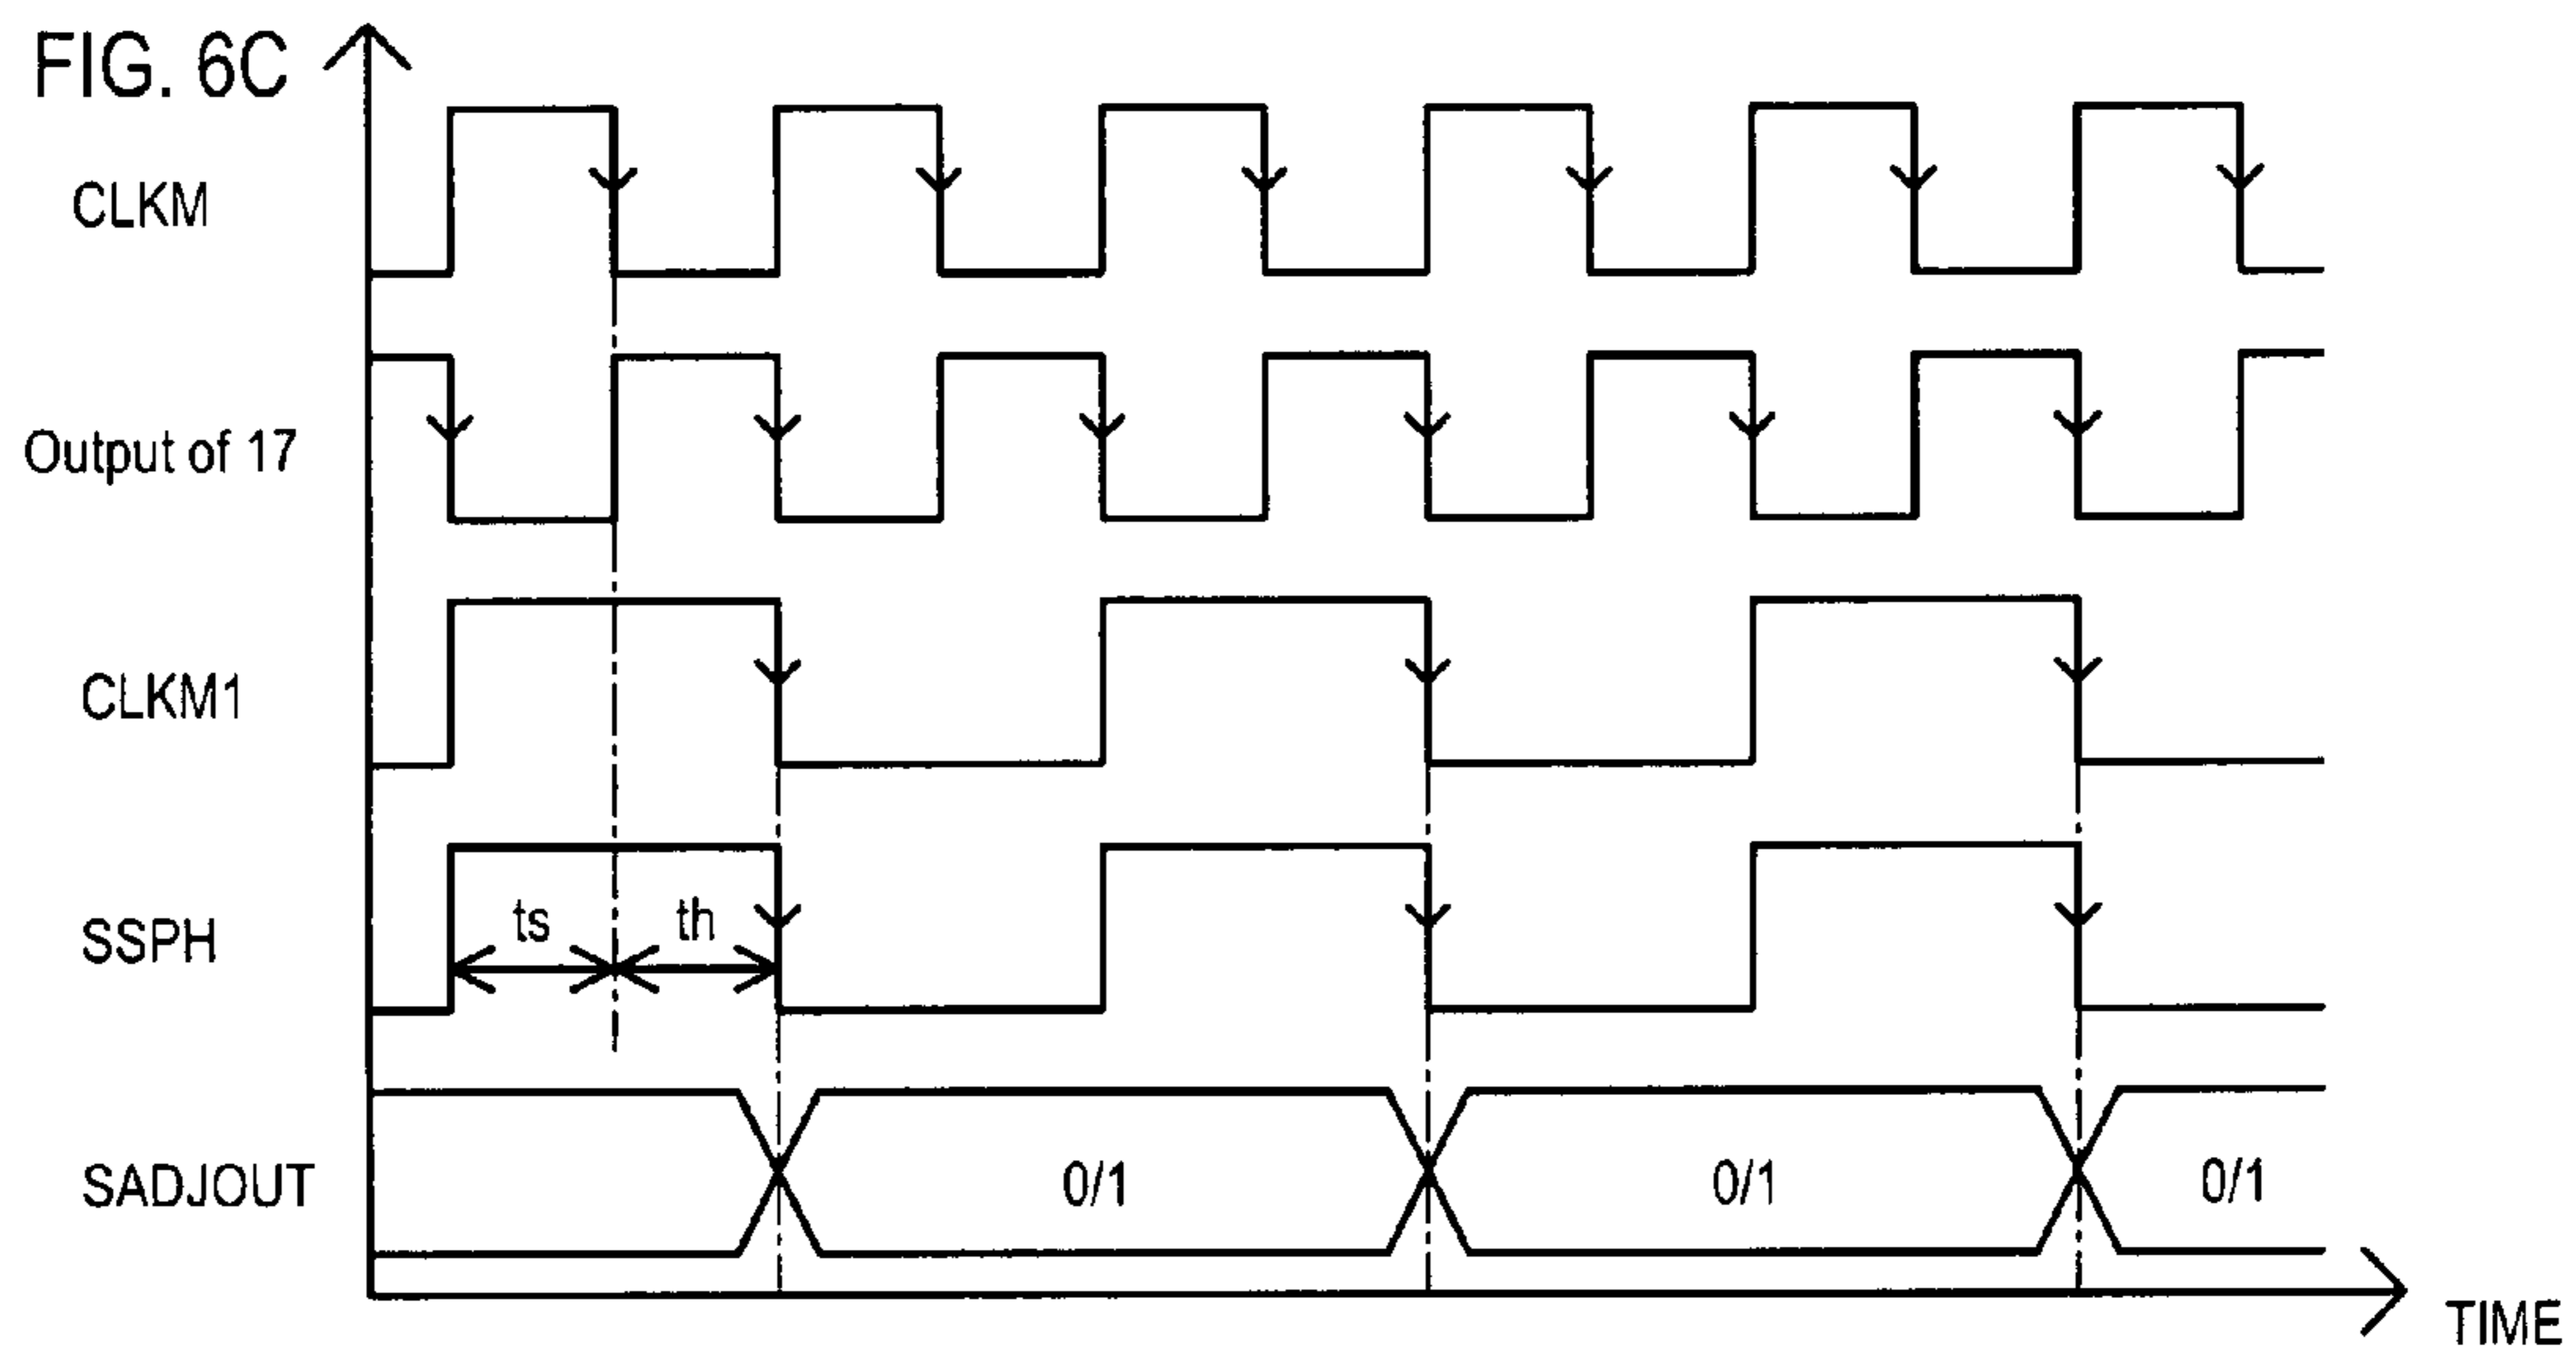 FIG. 6C
CLKM
Output of 17
CLKM1
SSPH
ts
th
SADJOUT
0/1
0/1
0/1
TIME